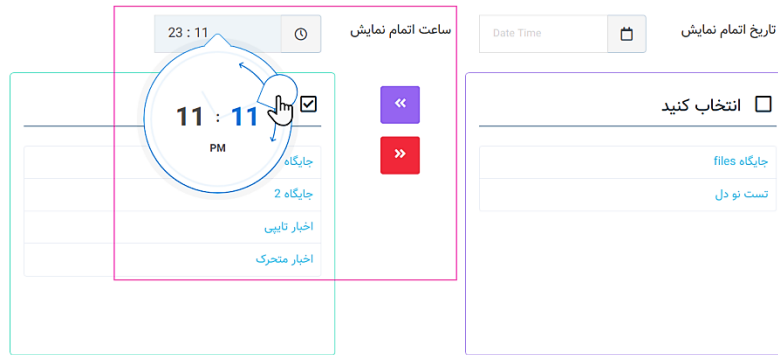 تاریخ اتمام نمایش
Date Time
ساعت اتمام نمایش
23 : 11
11 : 11
PM
انتخاب کنید
جایگاه files
تست نو دل
«
»
جایگاه
جایگاه 2
اخبار تایپی
اخبار متحرک